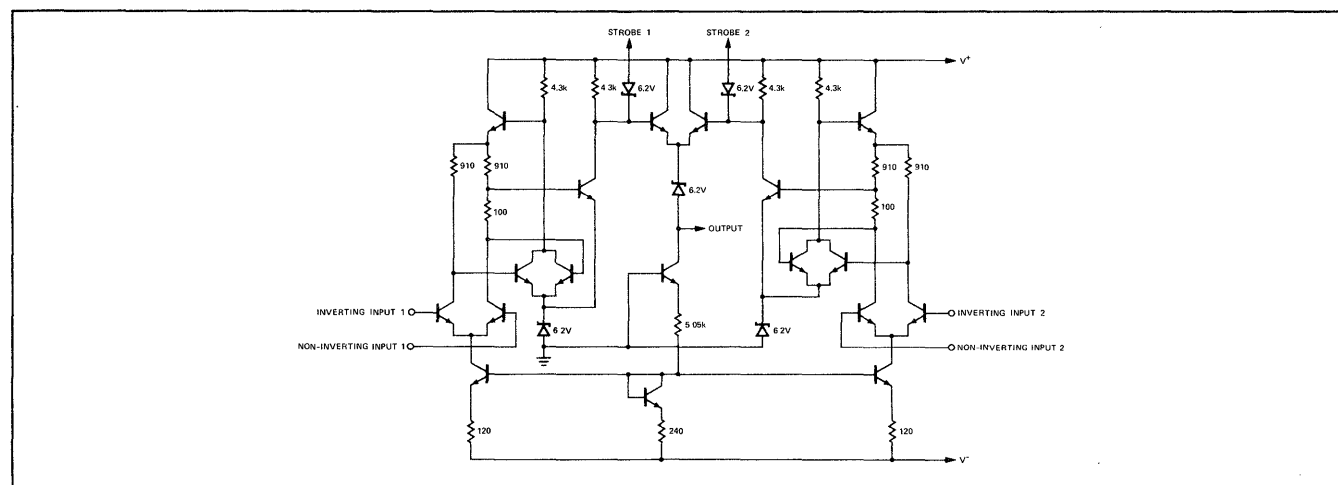 STROBE 1
STROBE 2
V+
4.3k
4.3k
6.2V
6.2V
4.3k
4.3k
910
910
910
910
6.2V
100
100
OUTPUT
INVERTING INPUT 1
6 2V
5 05k
6 2V
INVERTING INPUT 2
NON-INVERTING INPUT 1
NON-INVERTING INPUT 2
120
240
120
V-